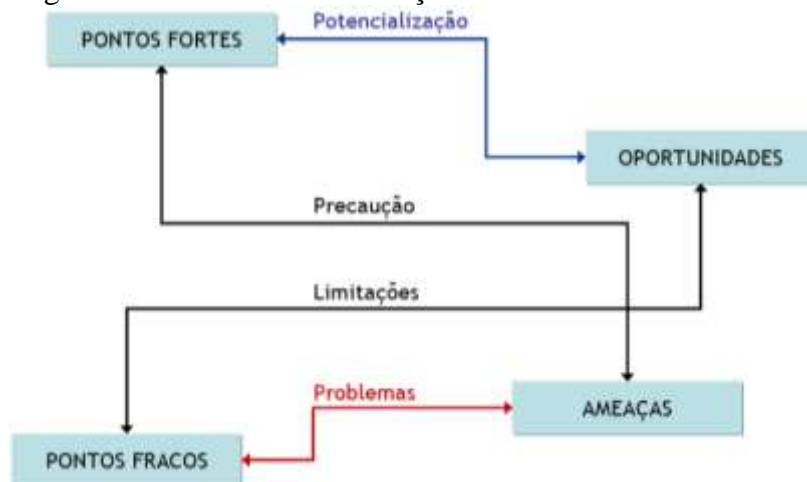 Potencialização
PONTOS FORTES
OPORTUNIDADES
Precaução
Limitações
Problemas
AMEAÇAS
PONTOS FRACOS